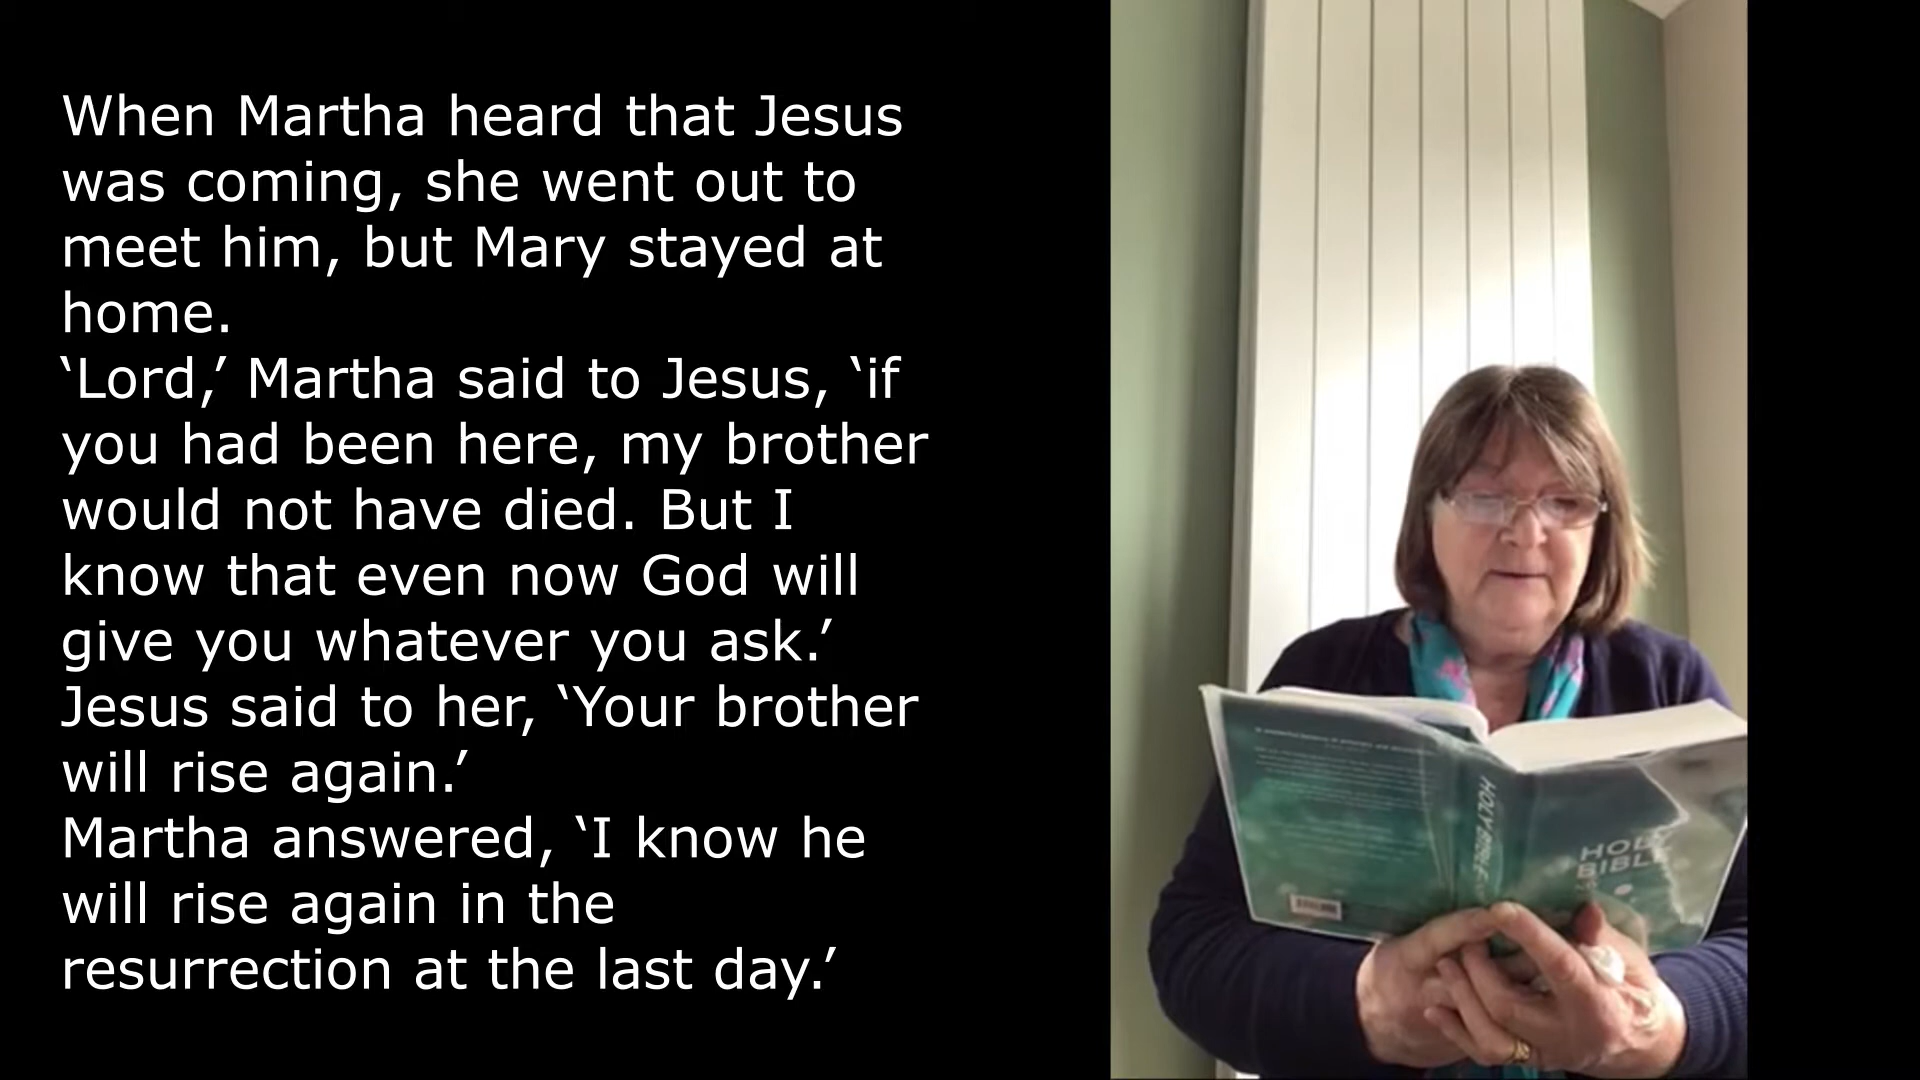 When Martha heard that Jesus
was coming, she went out to
meet him, but Mary stayed at
home.
‘Lord,’ Martha said to Jesus, ‘if
you had been here, my brother
would not have died. But I
know that even now God will
give you whatever you ask.’
Jesus said to her, ‘Your brother
will rise again.’
Martha answered, ‘I know he
will rise again in the
resurrection at the last day.’
HOLY BIBLE
HOLY
BIBLE